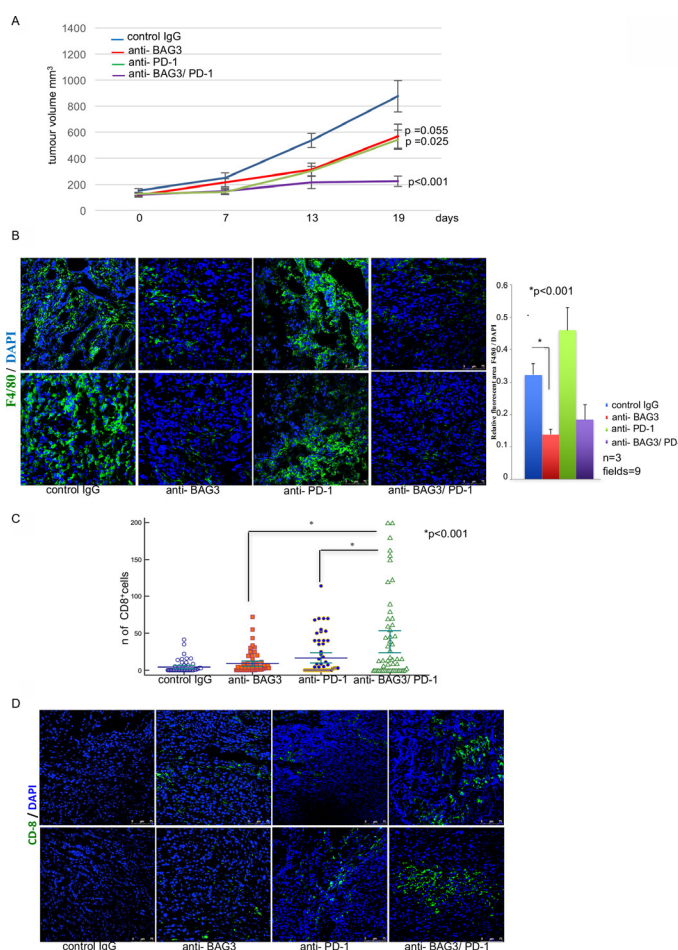 A
1400
1200
1000
800
600
400
200
0
tumour volume mm³
control IgG
anti- BAG3
anti- PD-1
anti- BAG3/ PD-1
p =0.055
p =0.025
p<0.001
0 7 13 19 days
B
F4/80 / DAPI
control IgG anti- BAG3 anti- PD-1 anti- BAG3/ PD-1
Relative fluorescent area F4/80 / DAPI
0.6
0.5
0.4
0.3
0.2
0.1
0
*p<0.001
*
control IgG
anti- BAG3
anti- PD-1
anti- BAG3/ PD-
n=3
fields=9
C
n of CD8⁺cells
200
150
100
50
0
*
*
*p<0.001
control IgG anti- BAG3 anti- PD-1 anti- BAG3/ PD-1
D
CD-8 / DAPI
control IgG anti- BAG3 anti- PD-1 anti- BAG3/ PD-1